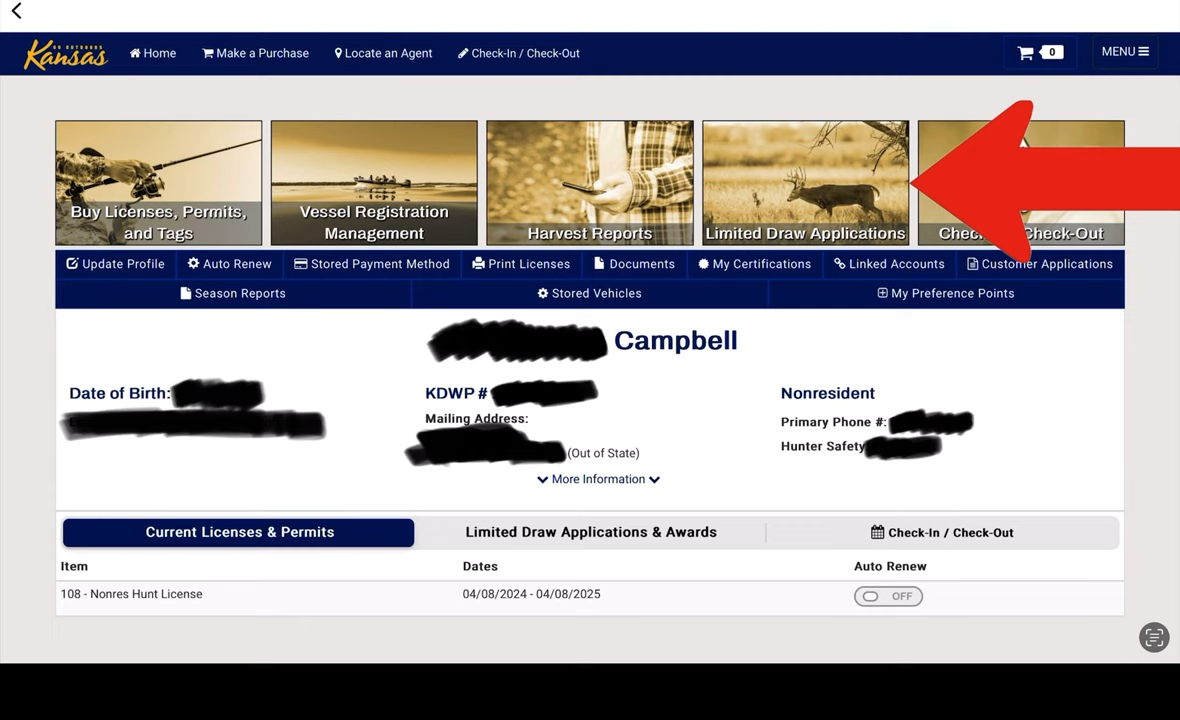 GO OUTDOORS
Kansas
Home
Make a Purchase
Locate an Agent
Check-In / Check-Out
0
MENU
Buy Licenses, Permits,
and Tags
Vessel Registration
Management
Harvest Reports
Limited Draw Applications
Check-Out
Update Profile
Auto Renew
Stored Payment Method
Print Licenses
Documents
My Certifications
Linked Accounts
Customer Applications
Season Reports
Stored Vehicles
My Preference Points
Campbell
Date of Birth:
KDWP #
Mailing Address:
(Out of State)
More Information
Nonresident
Primary Phone #:
Hunter Safety
Current Licenses & Permits
Limited Draw Applications & Awards
Check-In / Check-Out
Item Dates Auto Renew
108 - Nonres Hunt License 04/08/2024 - 04/08/2025 OFF